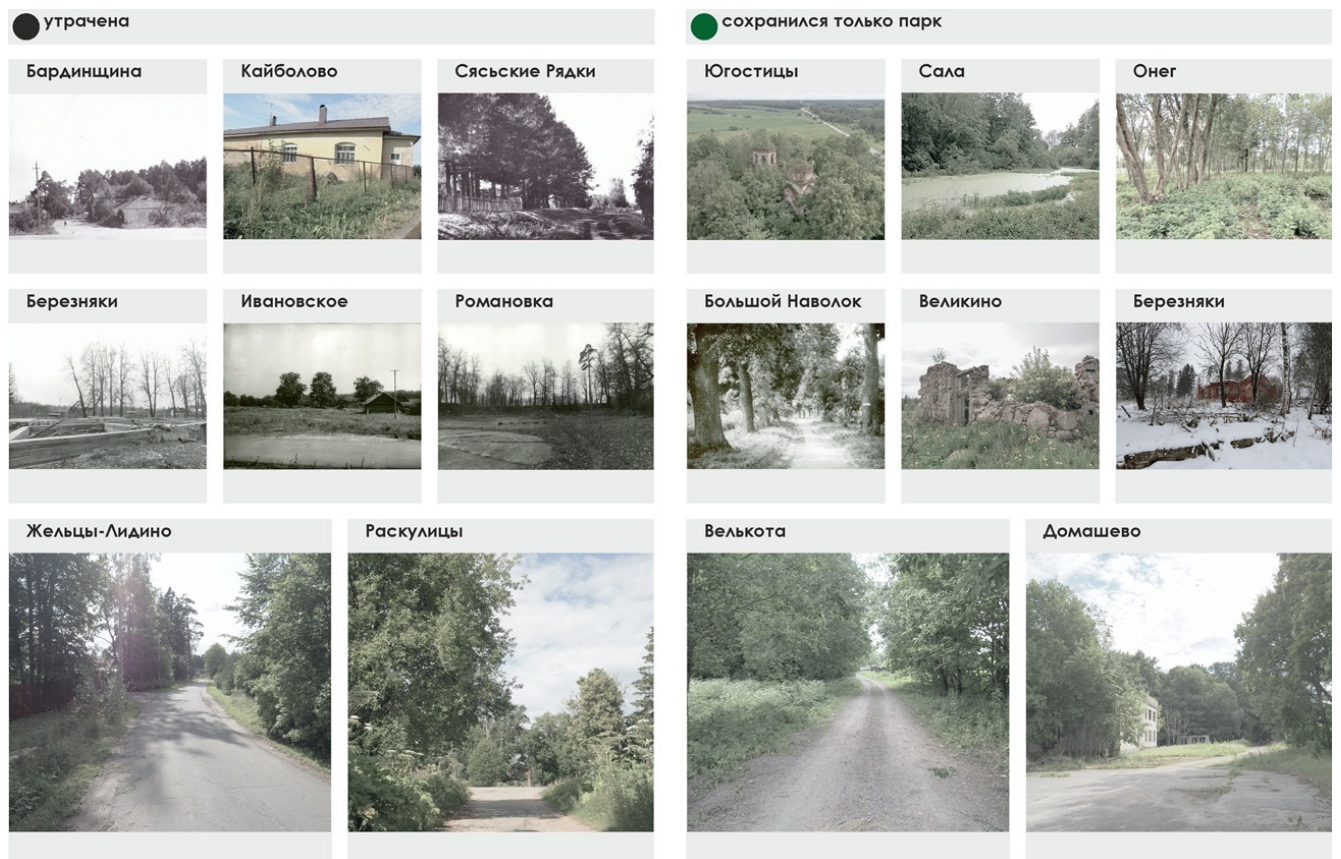 утрачена
Бардинщина
Кайболово
Сясьские Рядки
Березняки
Ивановское
Романовка
Жельцы-Лидино
Раскулицы
сохранился только парк
Югостицы
Сала
Онег
Большой Наволок
Великино
Березняки
Велькота
Домашево